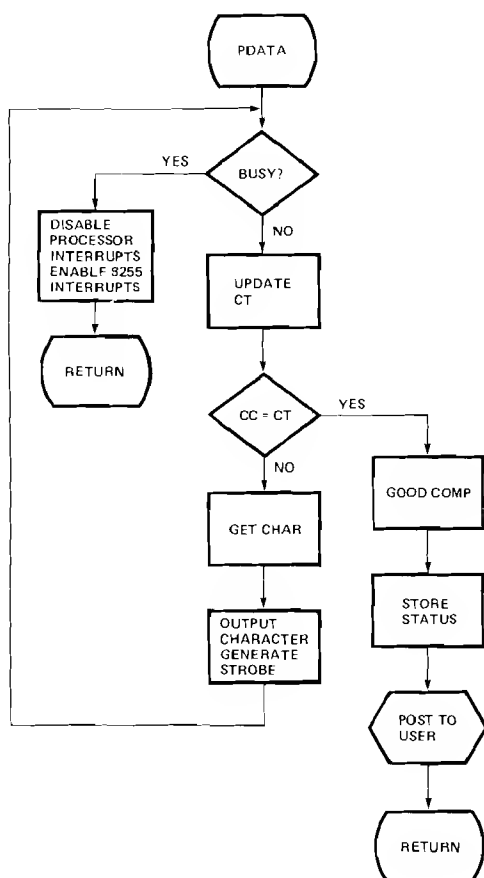 PDATA
BUSY?
YES
NO
DISABLE
PROCESSOR
INTERRUPTS
ENABLE 8255
INTERRUPTS
RETURN
UPDATE
CT
CC = CT
YES
NO
GET CHAR
OUTPUT
CHARACTER
GENERATE
STROBE
GOOD COMP
STORE
STATUS
POST TO
USER
RETURN